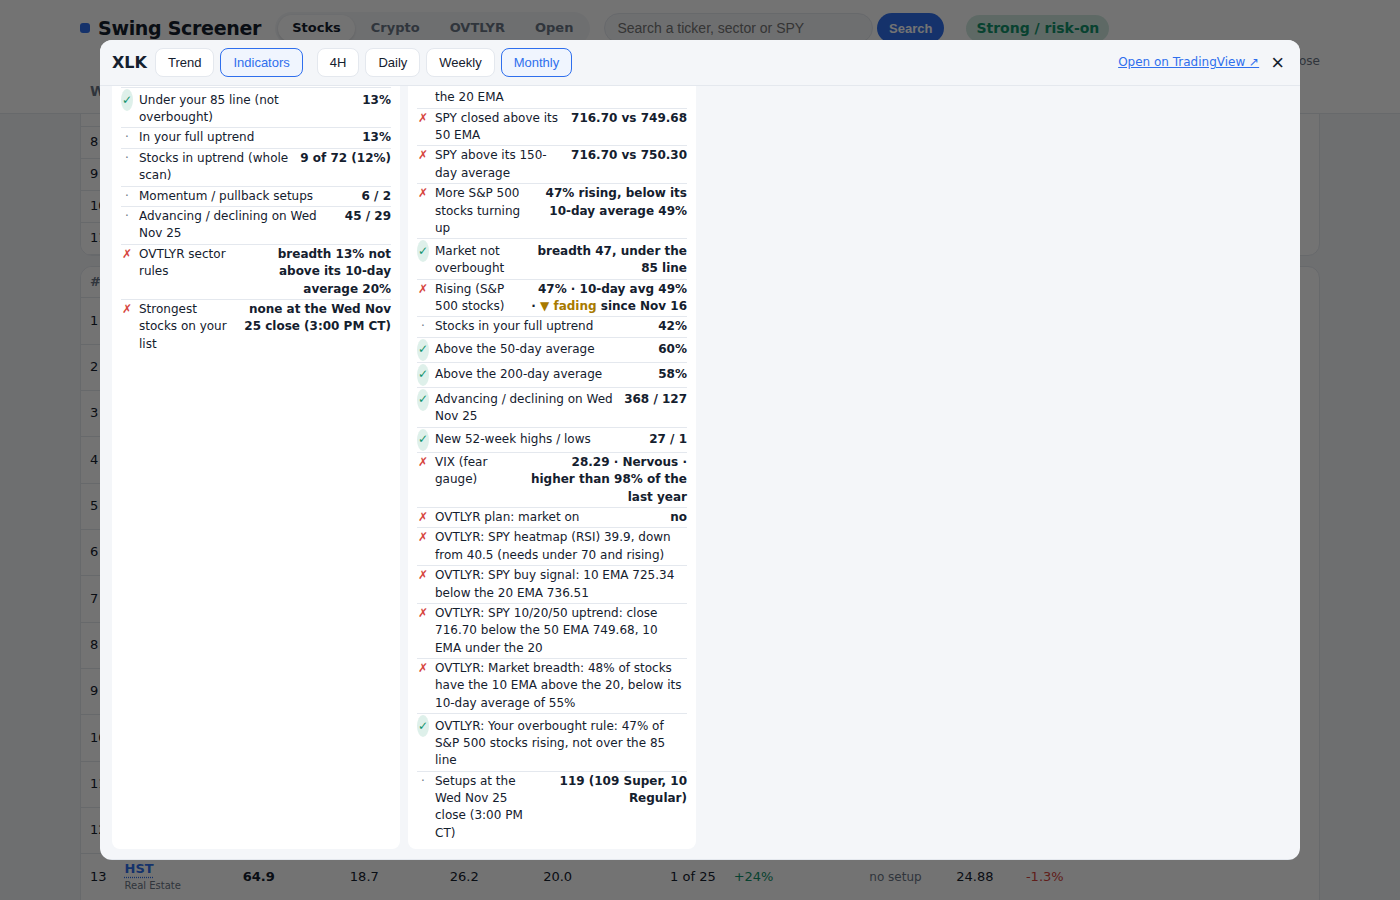 Swing Screener
Stocks Crypto OVTLYR Open
Search a ticker, sector or SPY
Search
Strong / risk-on
XLK Trend Indicators 4H Daily Weekly Monthly
Open on TradingView ↗ ✕
✓ Under your 85 line (not overbought) 13%
· In your full uptrend 13%
· Stocks in uptrend (whole scan) 9 of 72 (12%)
· Momentum / pullback setups 6 / 2
· Advancing / declining on Wed Nov 25 45 / 29
✗ OVTLYR sector rules breadth 13% not above its 10-day average 20%
✗ Strongest stocks on your list none at the Wed Nov 25 close (3:00 PM CT)
the 20 EMA
✗ SPY closed above its 50 EMA 716.70 vs 749.68
✗ SPY above its 150-day average 716.70 vs 750.30
✗ More S&P 500 stocks turning up 47% rising, below its 10-day average 49%
✓ Market not overbought breadth 47, under the 85 line
✗ Rising (S&P 500 stocks) 47% · 10-day avg 49% · ▼ fading since Nov 16
· Stocks in your full uptrend 42%
✓ Above the 50-day average 60%
✓ Above the 200-day average 58%
✓ Advancing / declining on Wed Nov 25 368 / 127
✓ New 52-week highs / lows 27 / 1
✗ VIX (fear gauge) 28.29 · Nervous · higher than 98% of the last year
✗ OVTLYR plan: market on no
✗ OVTLYR: SPY heatmap (RSI) 39.9, down from 40.5 (needs under 70 and rising)
✗ OVTLYR: SPY buy signal: 10 EMA 725.34 below the 20 EMA 736.51
✗ OVTLYR: SPY 10/20/50 uptrend: close 716.70 below the 50 EMA 749.68, 10 EMA under the 20
✗ OVTLYR: Market breadth: 48% of stocks have the 10 EMA above the 20, below its 10-day average of 55%
✓ OVTLYR: Your overbought rule: 47% of S&P 500 stocks rising, not over the 85 line
· Setups at the Wed Nov 25 close (3:00 PM CT) 119 (109 Super, 10 Regular)
8
9
#
1
2
3
4
5
6
7
8
9
13 HST 64.9 18.7 26.2 20.0 1 of 25 +24% no setup 24.88 -1.3%
Real Estate